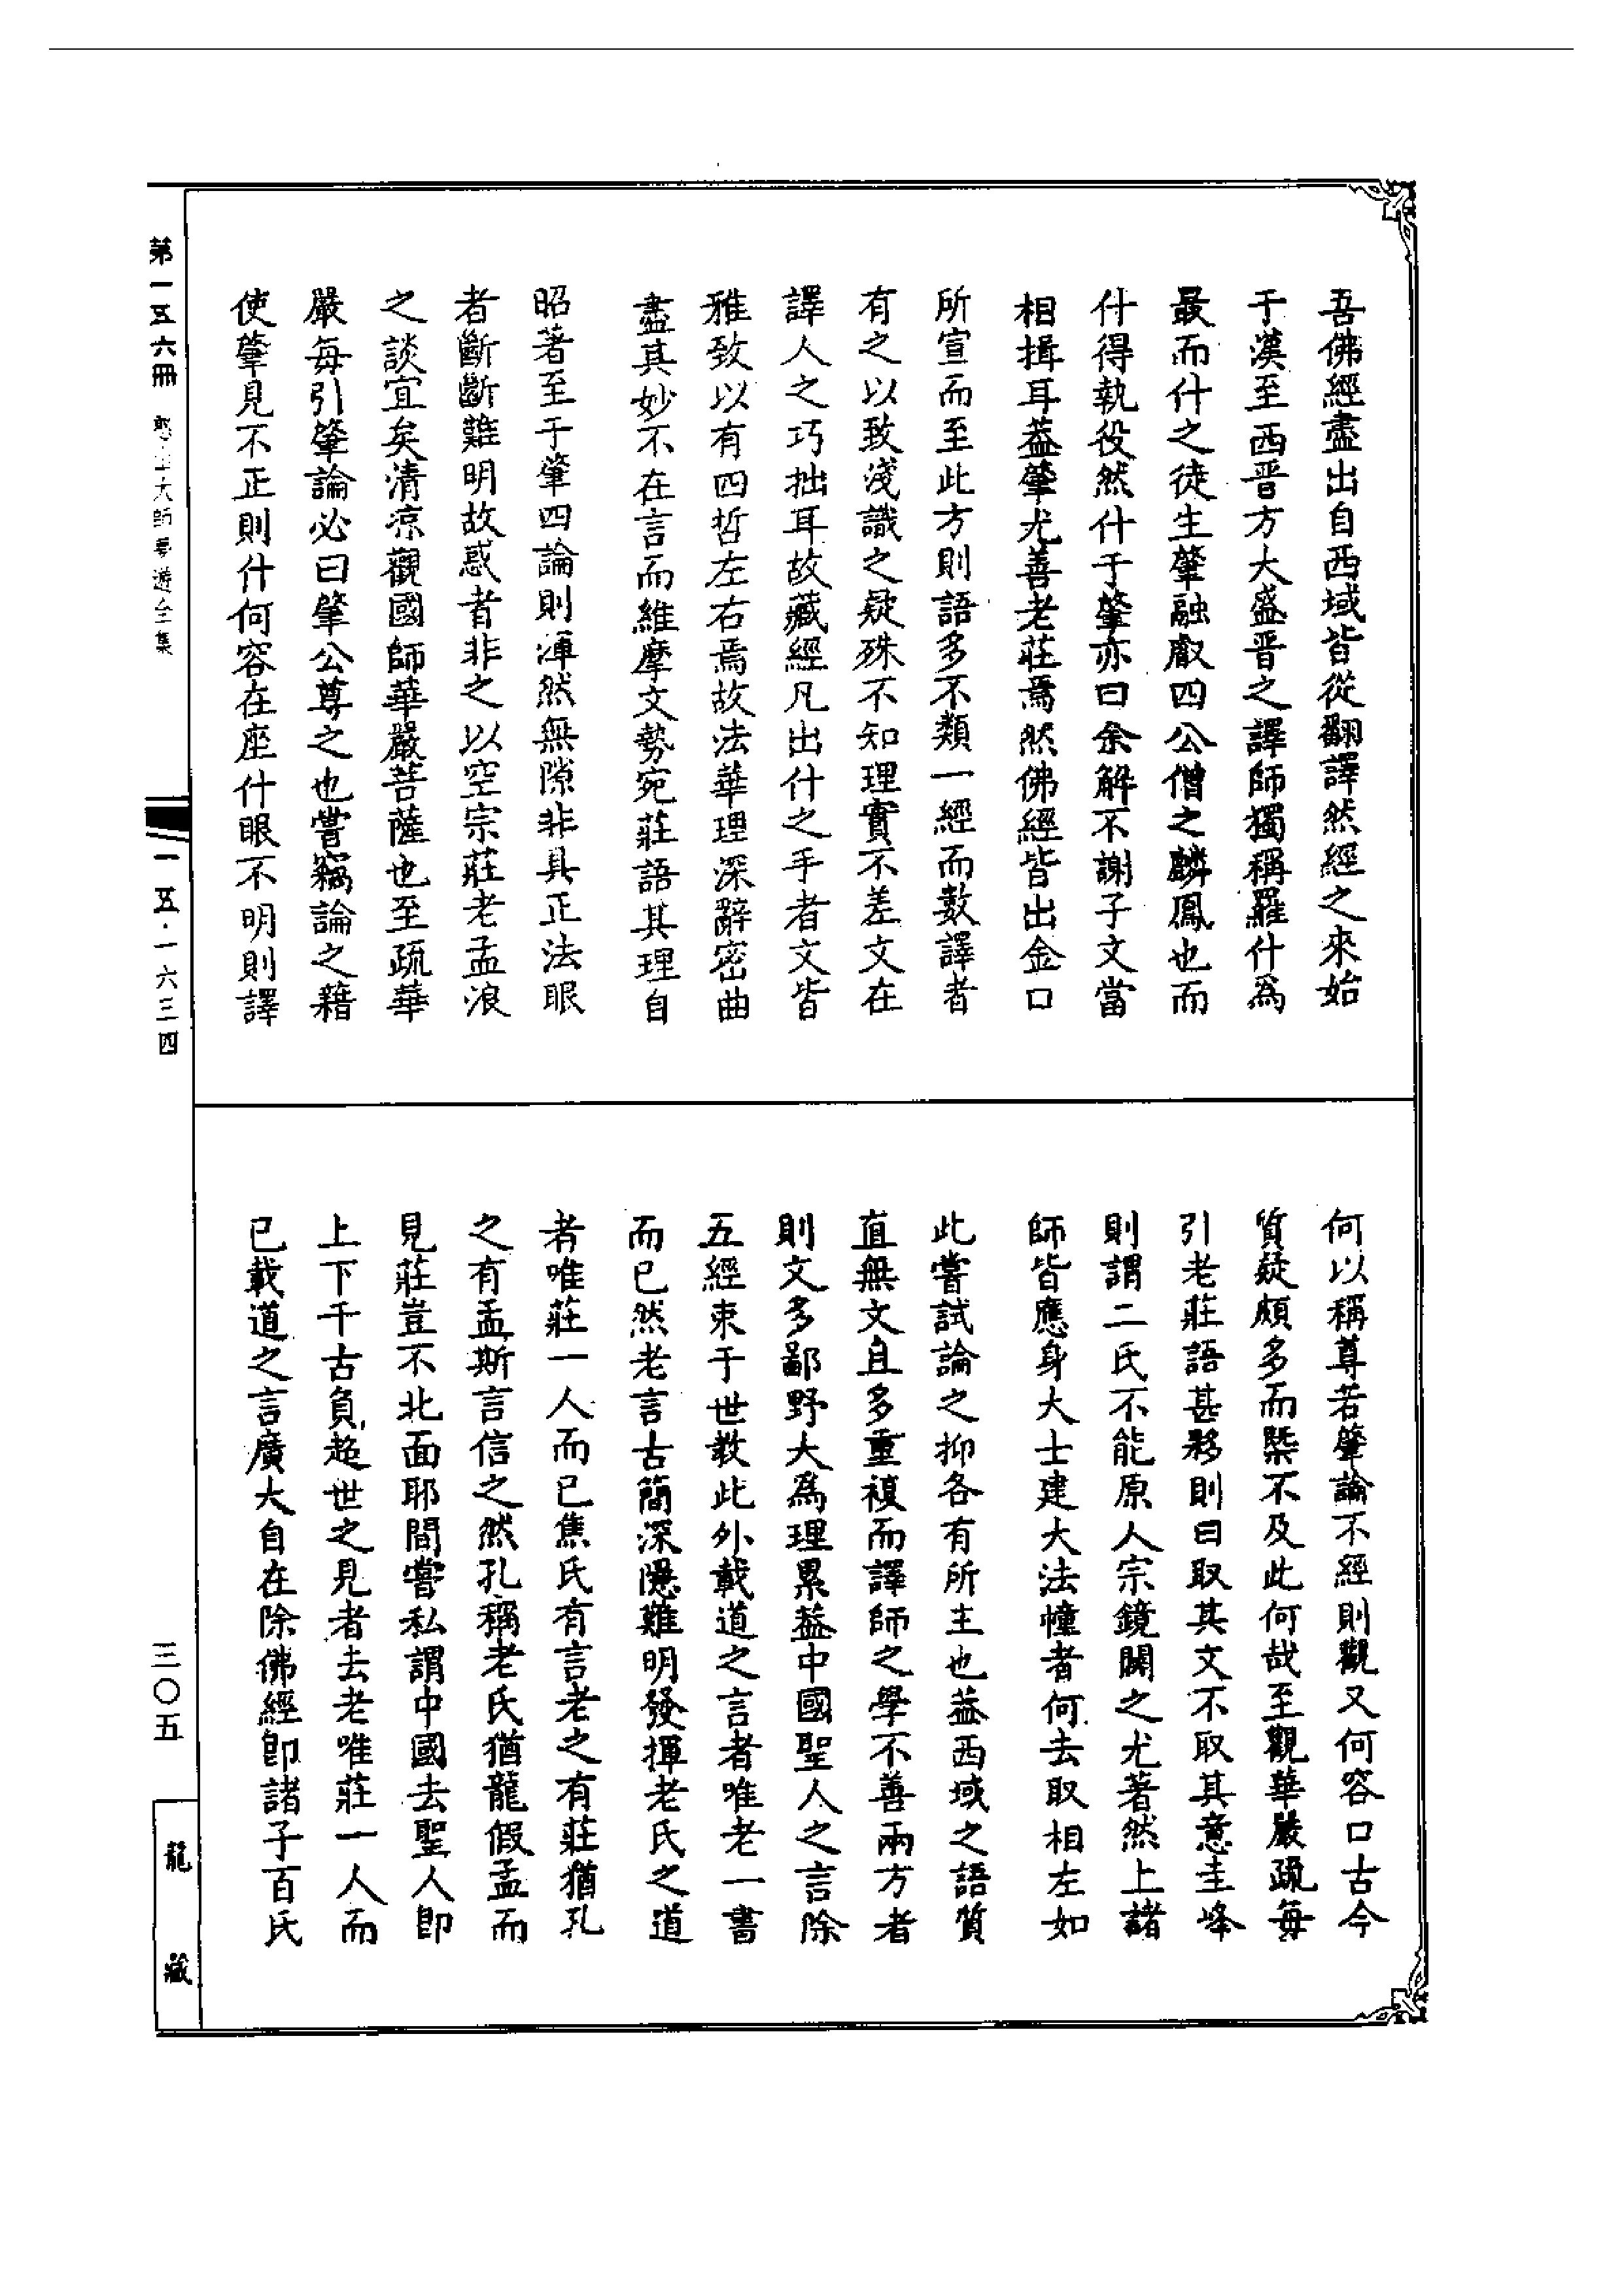 吾佛經盡出自西域皆從翻譯然經之來始
于漢至西晉方大盛晉之譯師獨稱羅什為
最而什之徒生肇融叡四公僧之麟鳳也而
什得執役然什于肇亦曰余解不謝子文當
相揖耳葢肇尤善老莊焉然佛經皆出金口
所宣而至此方則語多不類一經而數譯者
有之以致淺識之疑殊不知理實不差文在
譯人之巧拙耳故藏經凡出什之手者文皆
雅致以有四哲左右焉故法華理深辭密曲
盡其妙不在言而維摩文勢宛莊語其理自
昭著至于肇四論則渾然無隙非具正法眼
者斷斷難明故惑者非之以空宗莊老孟浪
之談宜矣清凉觀國師華嚴菩薩也至疏華
嚴每引肇論必曰肇公尊之也嘗竊論之籍
使肇見不正則什何容在座什眼不明則譯
何以稱尊若肇論不經則觀又何容口古今
質疑頗多而槩不及此何哉至觀華嚴疏每
引老莊語甚夥則曰取其文不取其意圭峰
則謂二氏不能原人宗鏡闢之尤著然上諸
師皆應身大士建大法幢者何去取相左如
此嘗試論之抑各有所主也葢西域之語質
直無文且多重複而譯師之學不善兩方者
則文多鄙野大為理累葢中國聖人之言除
五經束于世教此外載道之言者唯老一書
而已然老言古簡深隱難明發揮老氏之道
者唯莊一人而已焦氏有言老之有莊猶孔
之有孟斯言信之然孔稱老氏猶龍假孟而
見莊豈不北面耶間嘗私謂中國去聖人即
上下千古負超世之見者去老唯莊一人而
已載道之言廣大自在除佛經即諸子百氏
第一五六冊 憨山大師夢遊全集
一五·一六三四
三〇五
龍藏